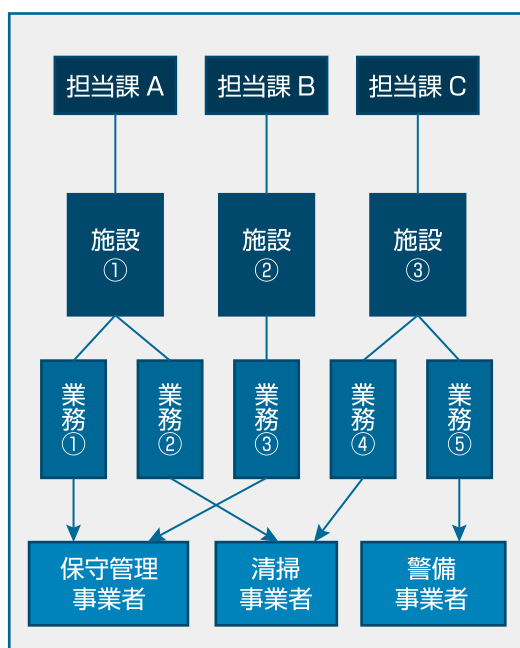 担当課 A
担当課 B
担当課 C
施設
①
施設
②
施設
③
業務①
業務②
業務③
業務④
業務⑤
保守管理
事業者
清掃
事業者
警備
事業者